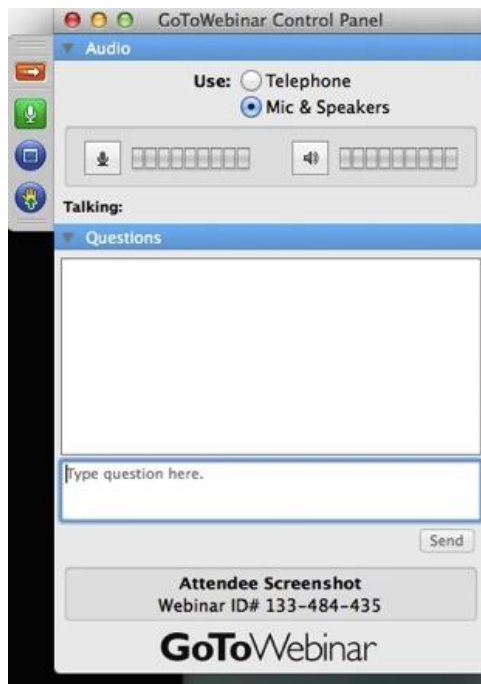 GoToWebinar Control Panel
Audio
Use: Telephone
Mic & Speakers
Talking:
Questions
Type question here.
Send
Attendee Screenshot
Webinar ID# 133-484-435
GoToWebinar